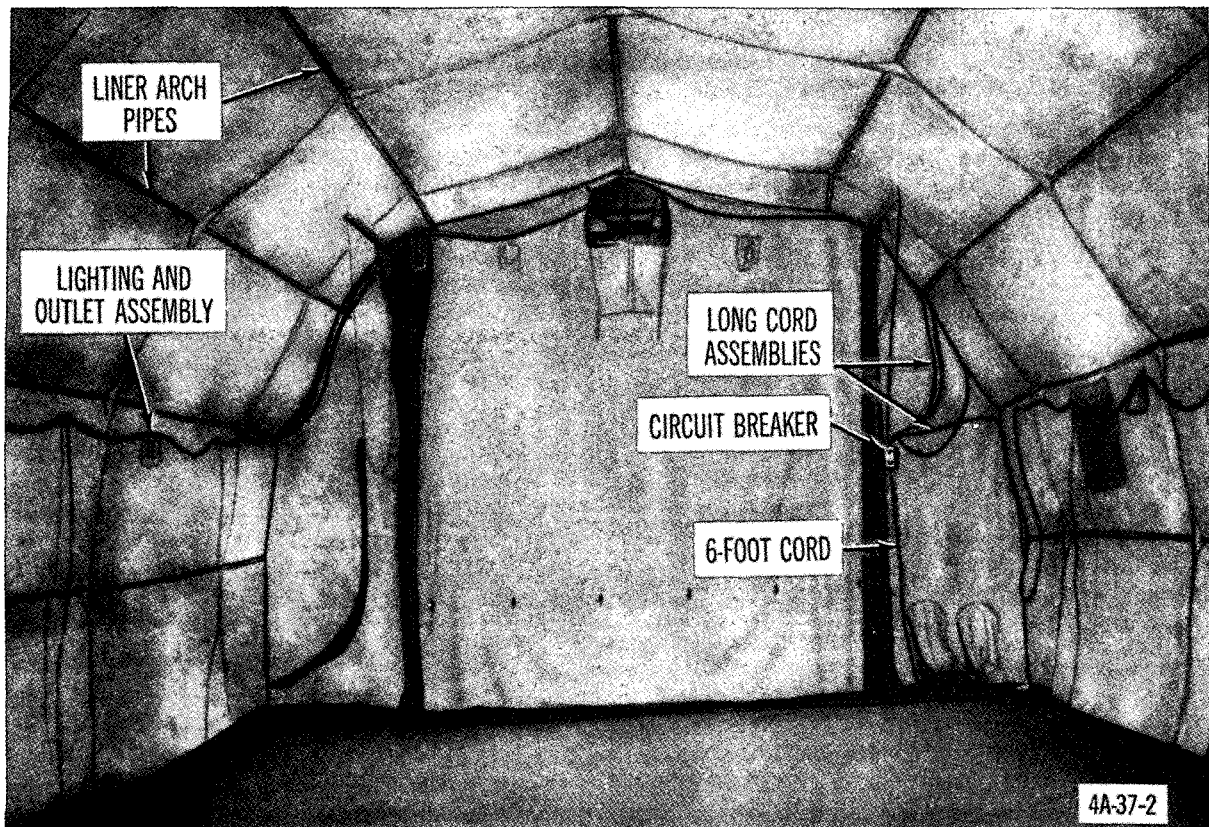 LINER ARCH
PIPES
LIGHTING AND
OUTLET ASSEMBLY
LONG CORD
ASSEMBLIES
CIRCUIT BREAKER
6-FOOT CORD
4A-37-2